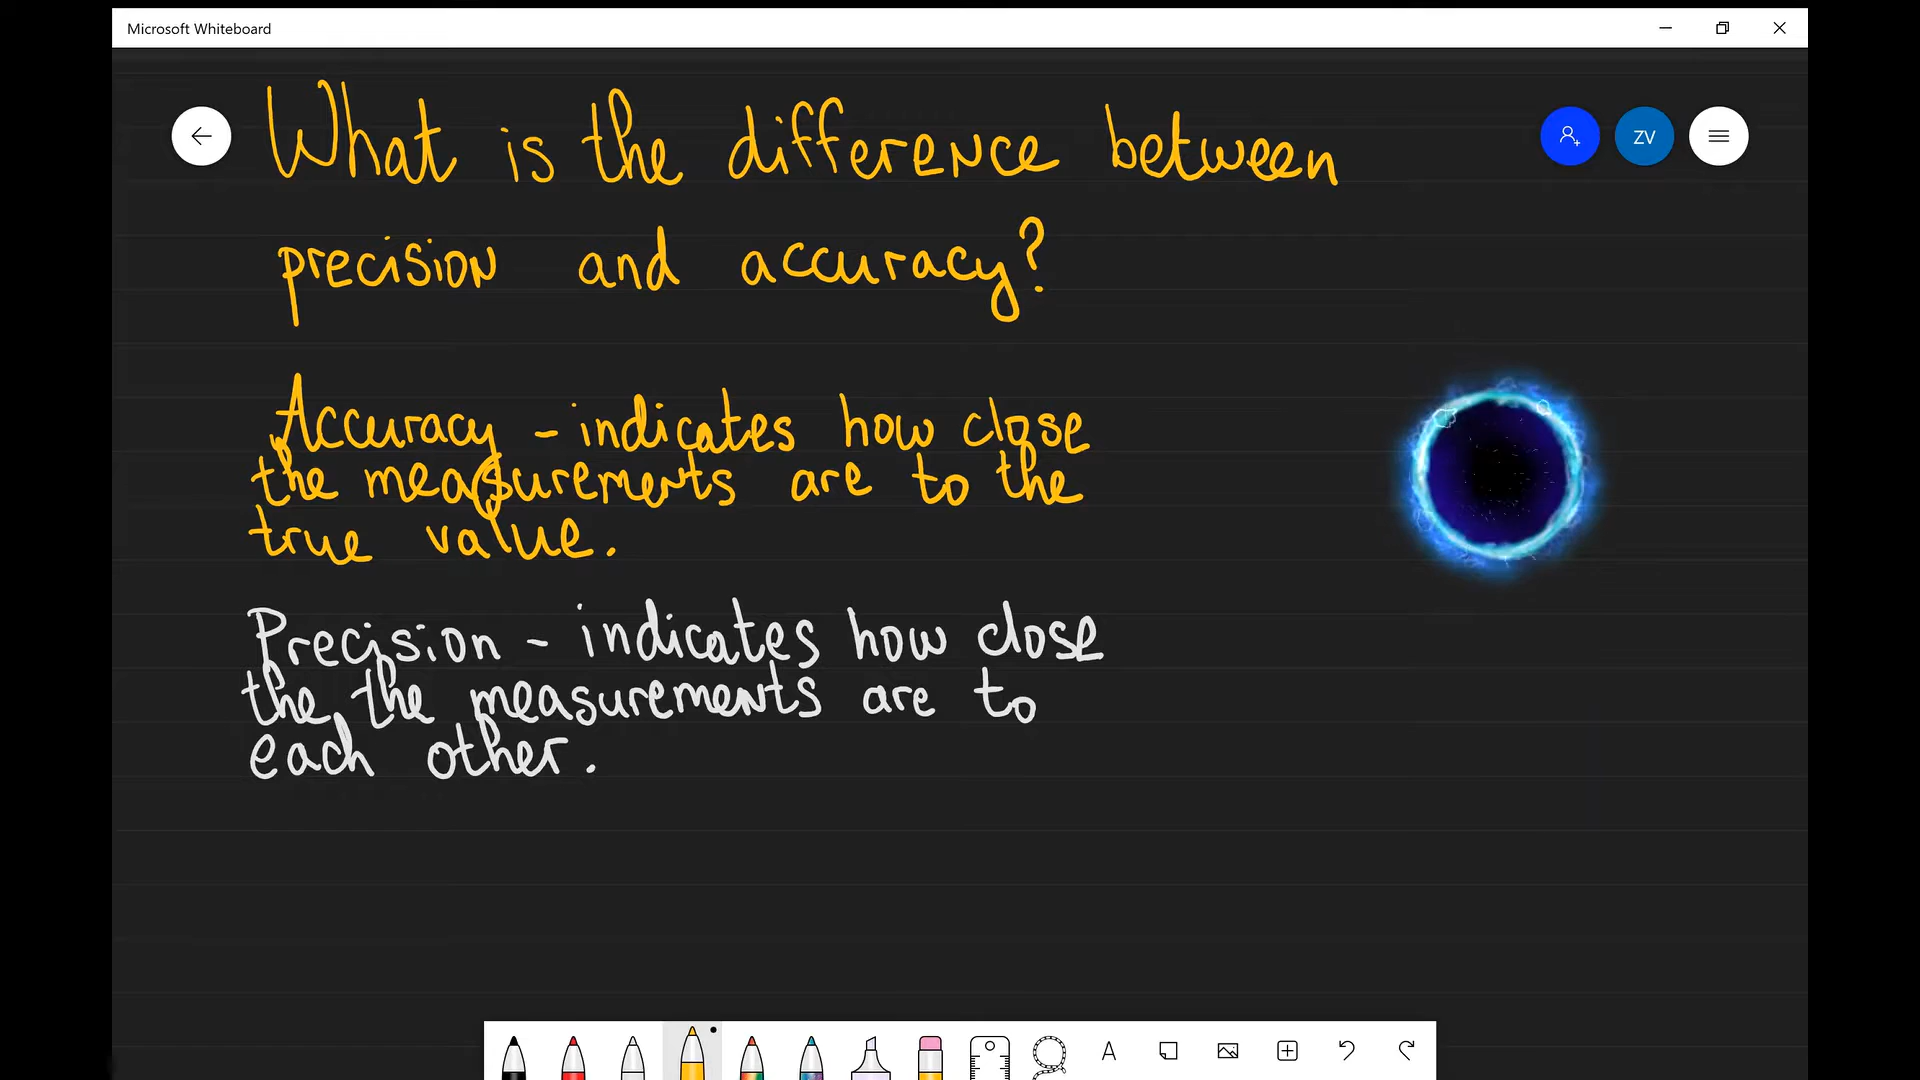 Microsoft Whiteboard
What is the difference between
ZV
precision and accuracy?
Accuracy - indicates how close
the measurements are to the
true value.
Precision - indicates how close
the the measurements are to
each other.
A